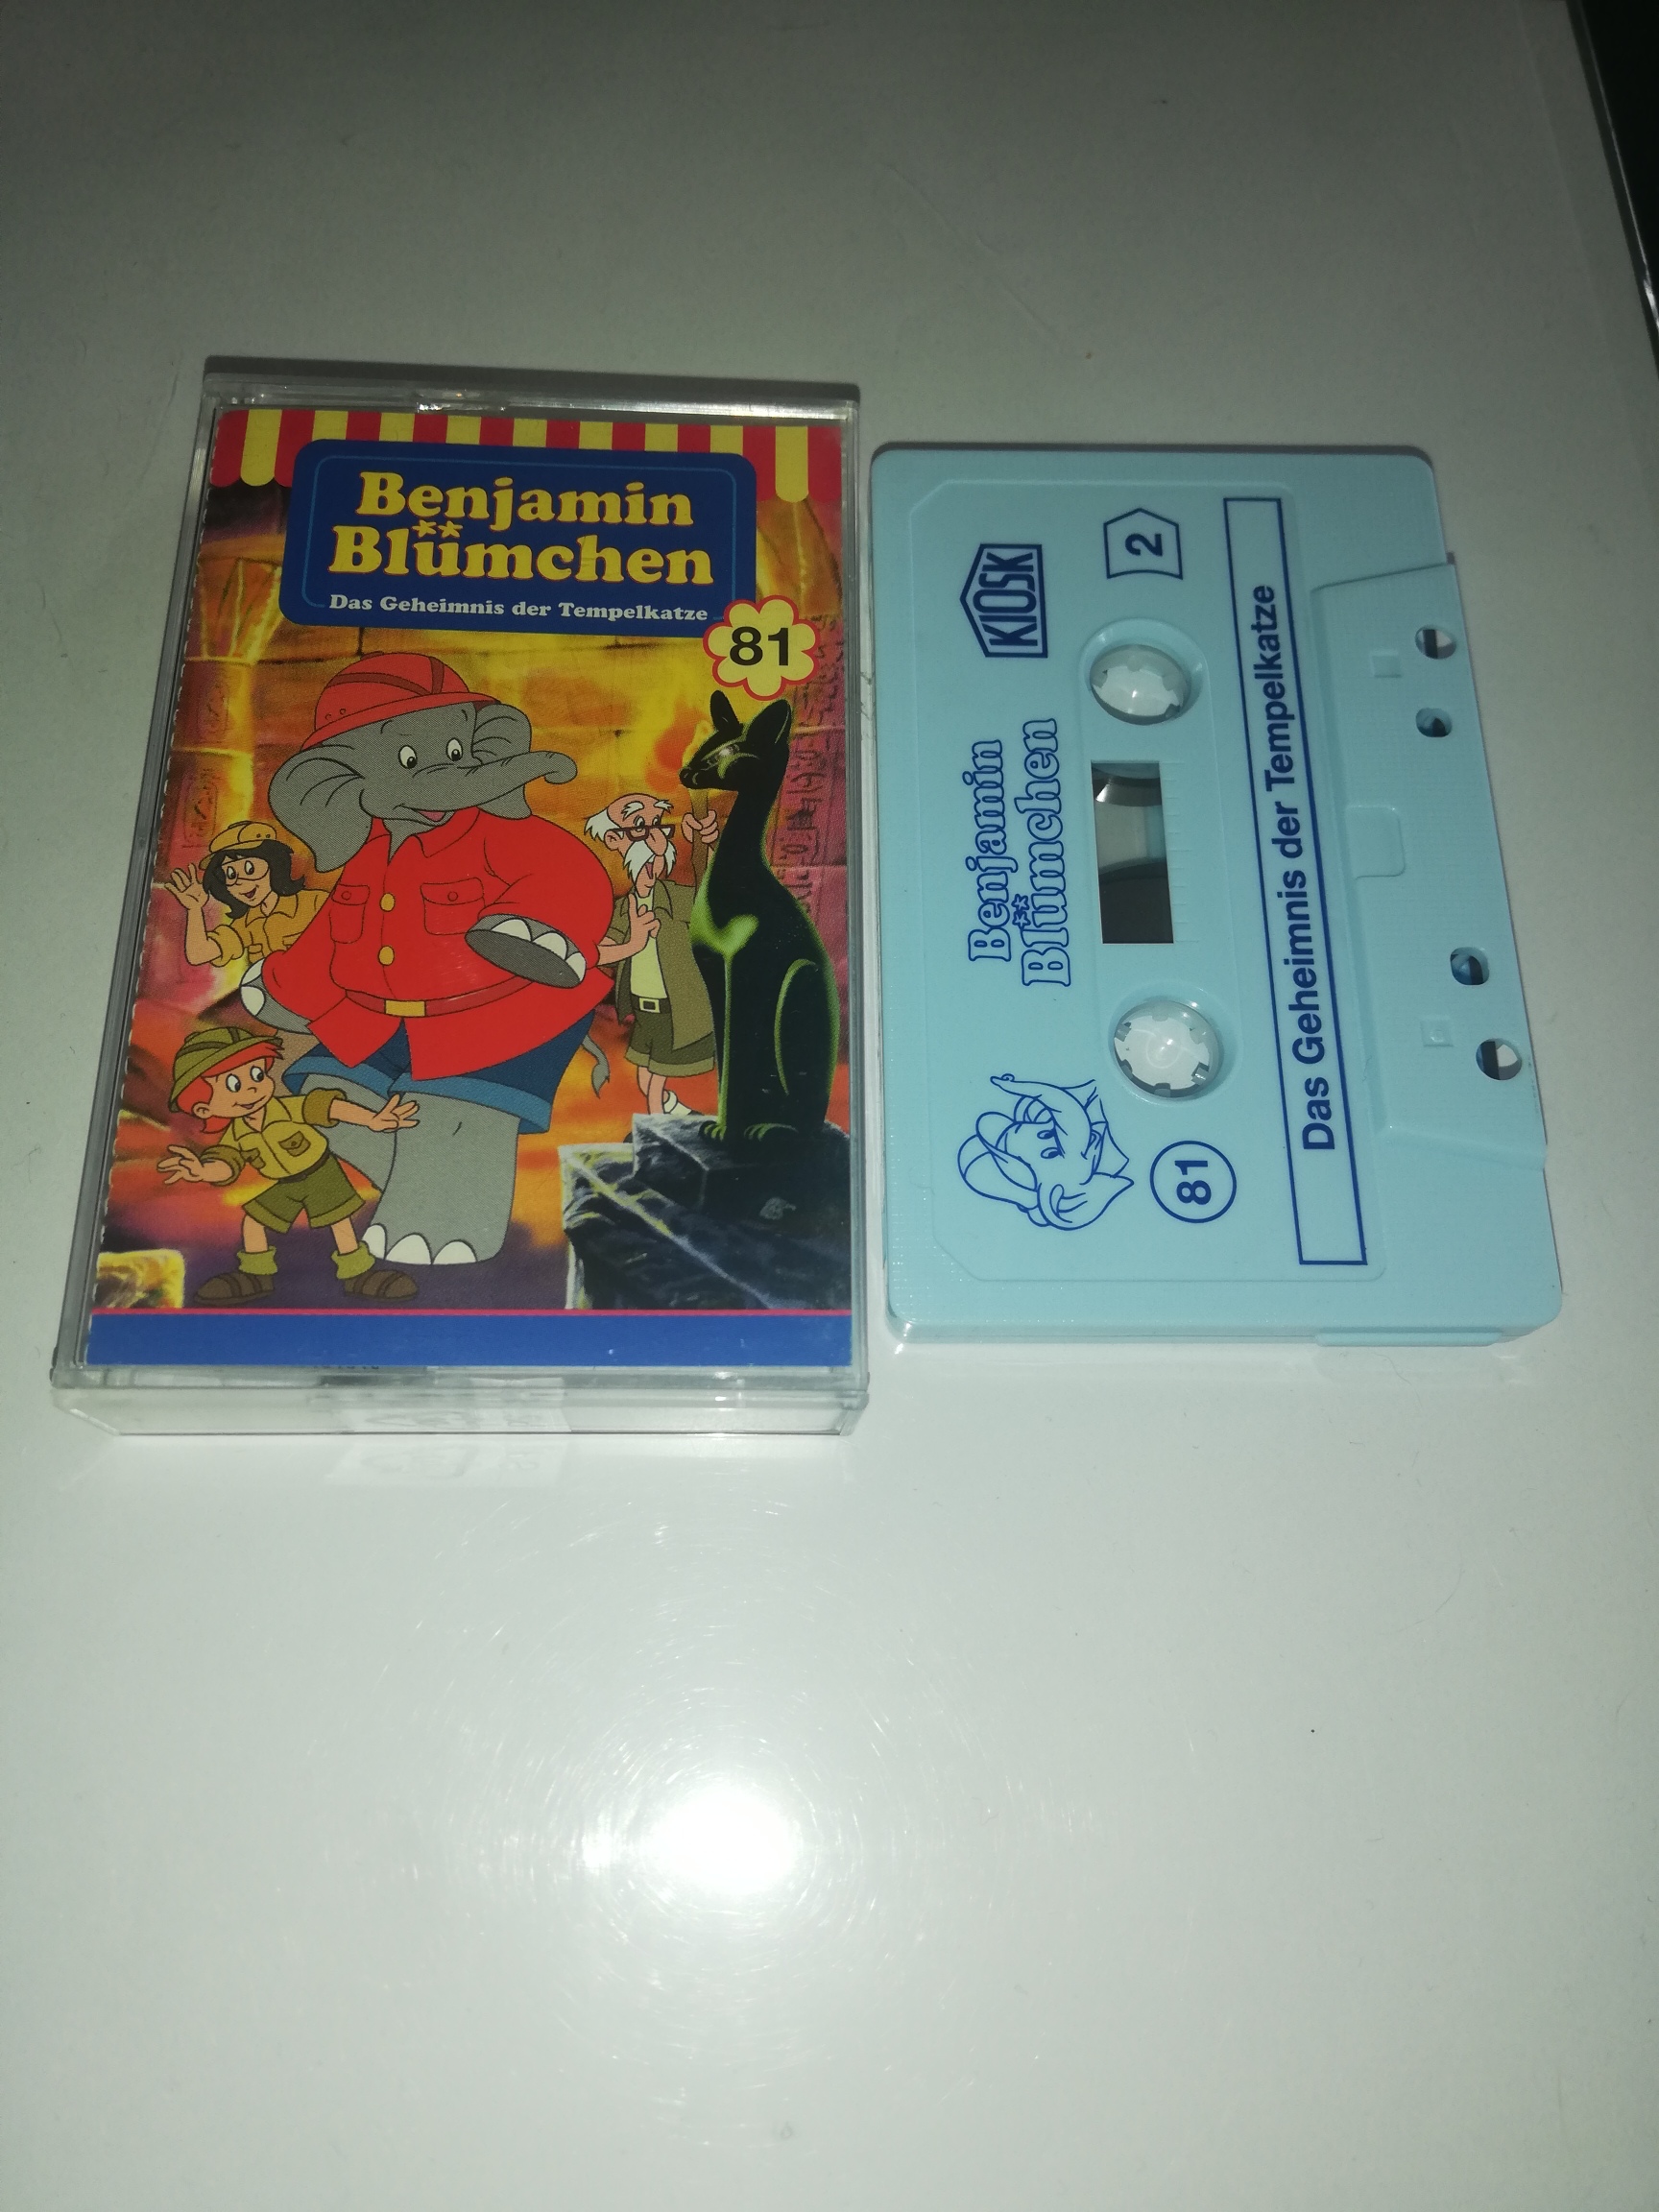 Benjamin
Blümchen
Das Geheimnis der Tempelkatze
81
KIOSK
2
Benjamin
Blümchen
81
Das Geheimnis der Tempelkatze